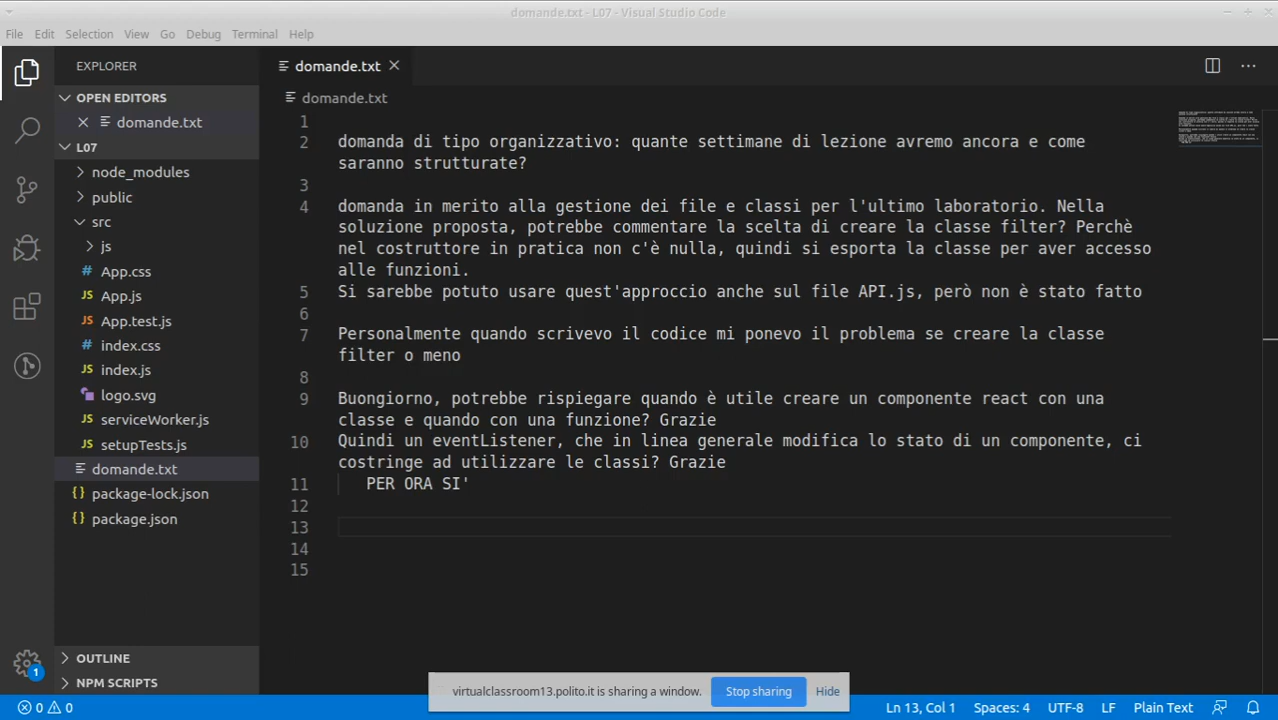 domande.txt - L07 - Visual Studio Code
File Edit Selection View Go Debug Terminal Help
EXPLORER
OPEN EDITORS
domande.txt
L07
node_modules
public
src
js
App.css
JS App.js
JS App.test.js
index.css
JS index.js
logo.svg
JS serviceWorker.js
JS setupTests.js
domande.txt
{} package-lock.json
{} package.json
OUTLINE
NPM SCRIPTS
1
domande.txt
domande.txt
1
2 domanda di tipo organizzativo: quante settimane di lezione avremo ancora e come
saranno strutturate?
3
4 domanda in merito alla gestione dei file e classi per l'ultimo laboratorio. Nella
soluzione proposta, potrebbe commentare la scelta di creare la classe filter? Perchè
nel costruttore in pratica non c'è nulla, quindi si esporta la classe per aver accesso
alle funzioni.
5 Si sarebbe potuto usare quest'approccio anche sul file API.js, però non è stato fatto
6
7 Personalmente quando scrivevo il codice mi ponevo il problema se creare la classe
filter o meno
8
9 Buongiorno, potrebbe rispiegare quando è utile creare un componente react con una
classe e quando con una funzione? Grazie
10 Quindi un eventListener, che in linea generale modifica lo stato di un componente, ci
costringe ad utilizzare le classi? Grazie
11 PER ORA SI'
12
13
14
15
virtualclassroom13.polito.it is sharing a window. Stop sharing Hide
0 0 Ln 13, Col 1 Spaces: 4 UTF-8 LF Plain Text